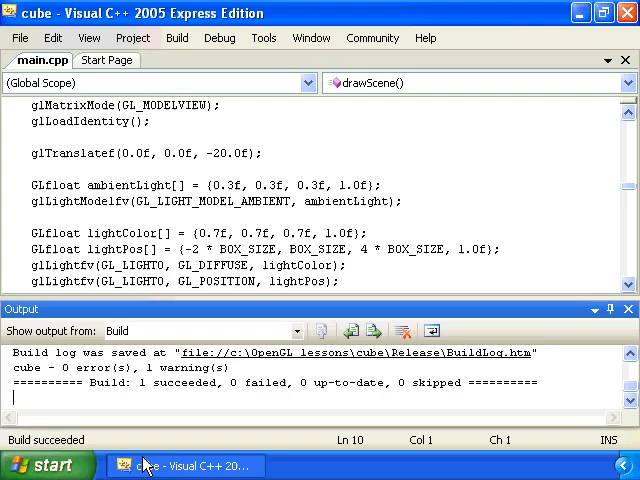 cube - Visual C++ 2005 Express Edition
File Edit View Project Build Debug Tools Window Community Help
main.cpp Start Page
(Global Scope) drawScene()
glMatrixMode(GL_MODELVIEW);
glLoadIdentity();
glTranslatef(0.0f, 0.0f, -20.0f);
GLfloat ambientLight[] = {0.3f, 0.3f, 0.3f, 1.0f};
glLightModelfv(GL_LIGHT_MODEL_AMBIENT, ambientLight);
GLfloat lightColor[] = {0.7f, 0.7f, 0.7f, 1.0f};
GLfloat lightPos[] = {-2 * BOX_SIZE, BOX_SIZE, 4 * BOX_SIZE, 1.0f};
glLightfv(GL_LIGHT0, GL_DIFFUSE, lightColor);
glLightfv(GL_LIGHT0, GL_POSITION, lightPos);
Output
Show output from: Build
Build log was saved at "file://c:\OpenGL_lessons\cube\Release\BuildLog.htm"
cube - 0 error(s), 1 warning(s)
========== Build: 1 succeeded, 0 failed, 0 up-to-date, 0 skipped ==========
Build succeeded Ln 10 Col 1 Ch 1 INS
start cube - Visual C++ 20...